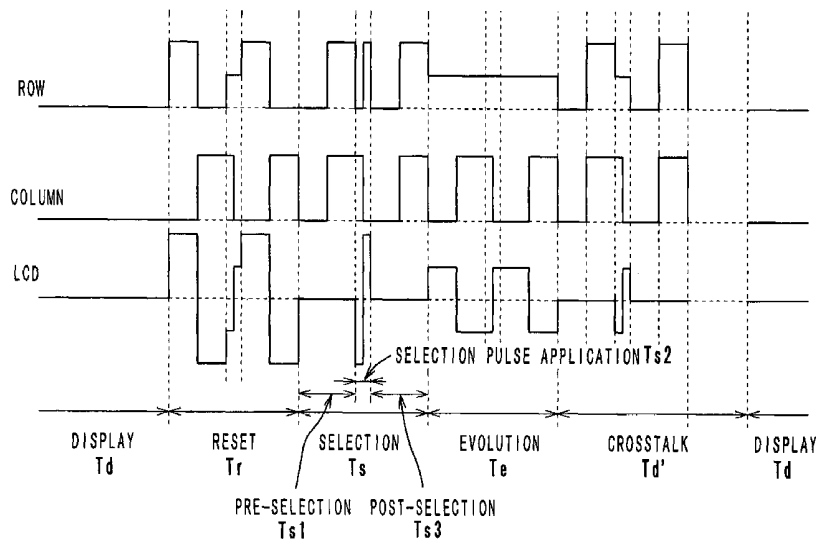 ROW
COLUMN
LCD
SELECTION PULSE APPLICATION Ts2
DISPLAY RESET SELECTION EVOLUTION CROSSTALK DISPLAY
Td Tr Ts Te Td' Td
PRE-SELECTION POST-SELECTION
Ts1 Ts3